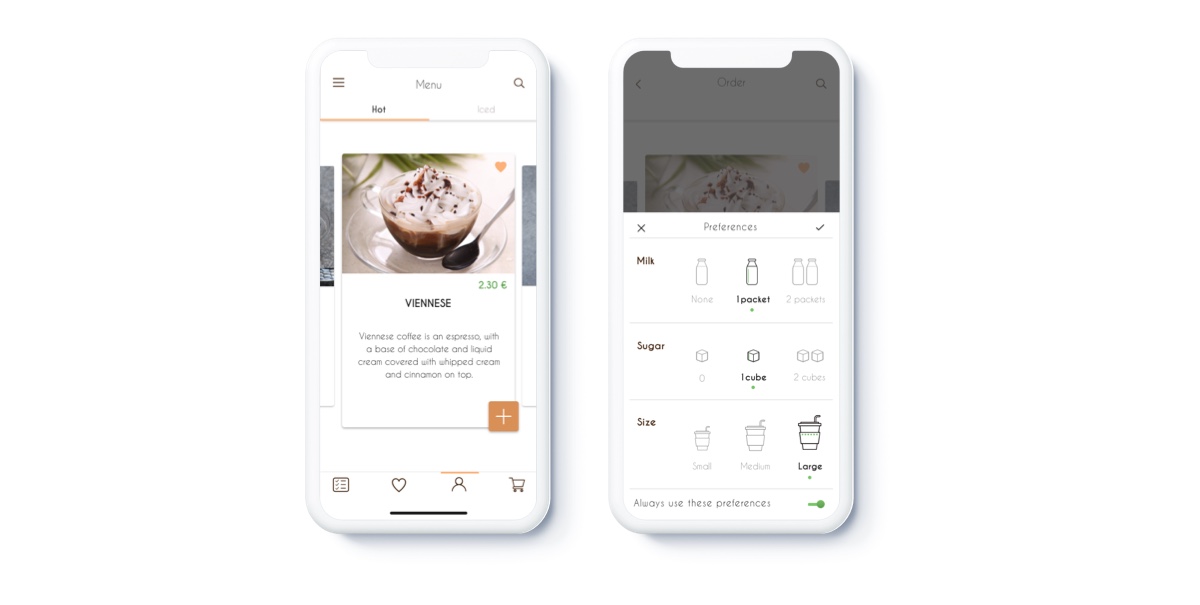 Menu
Hot
Iced
2.30 €
VIENNESE
Viennese coffee is an espresso, with
a base of chocolate and liquid
cream covered with whipped cream
and cinnamon on top.
Order
Preferences
Milk
None
1 packet
2 packets
Sugar
0
1 cube
2 cubes
Size
Small
Medium
Large
Always use these preferences